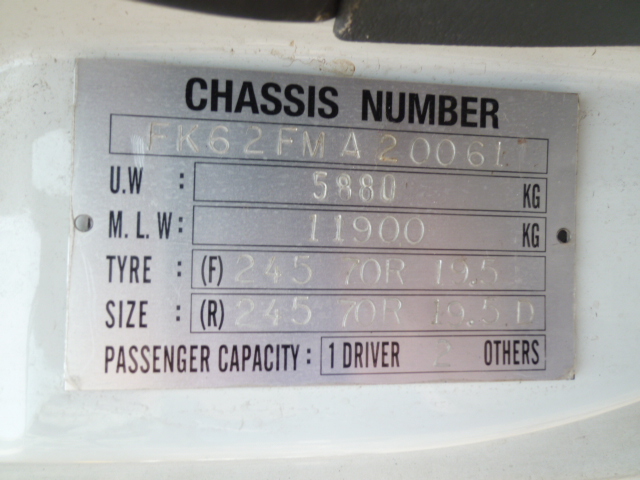 CHASSIS NUMBER
FK62FMA20061
U.W : 5880 KG
M.L.W: 11900 KG
TYRE : (F) 245 70R 19.5
SIZE : (R) 245 70R 19.5.D
PASSENGER CAPACITY: 1 DRIVER 2 OTHERS